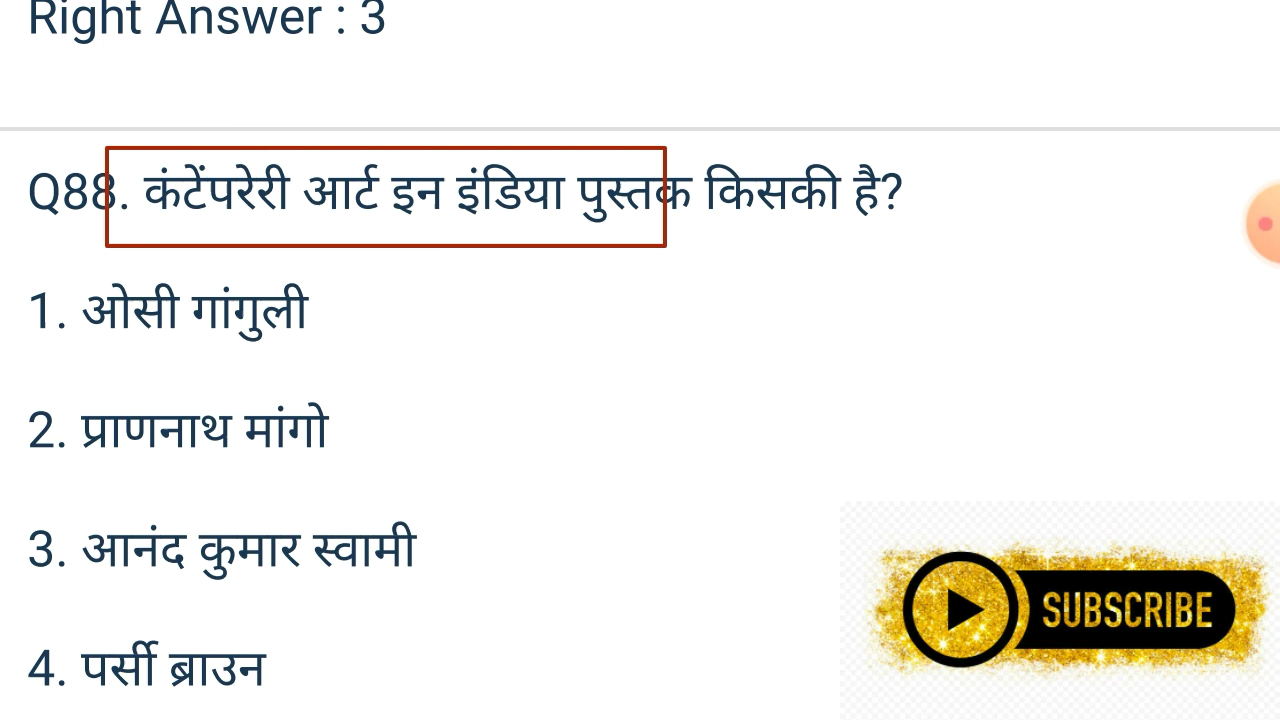 Right Answer : 3
Q88. कंटेंपरेरी आर्ट इन इंडिया पुस्तक किसकी है?
1. ओसी गांगुली
2. प्राणनाथ मांगो
3. आनंद कुमार स्वामी
4. पर्सी ब्राउन
SUBSCRIBE